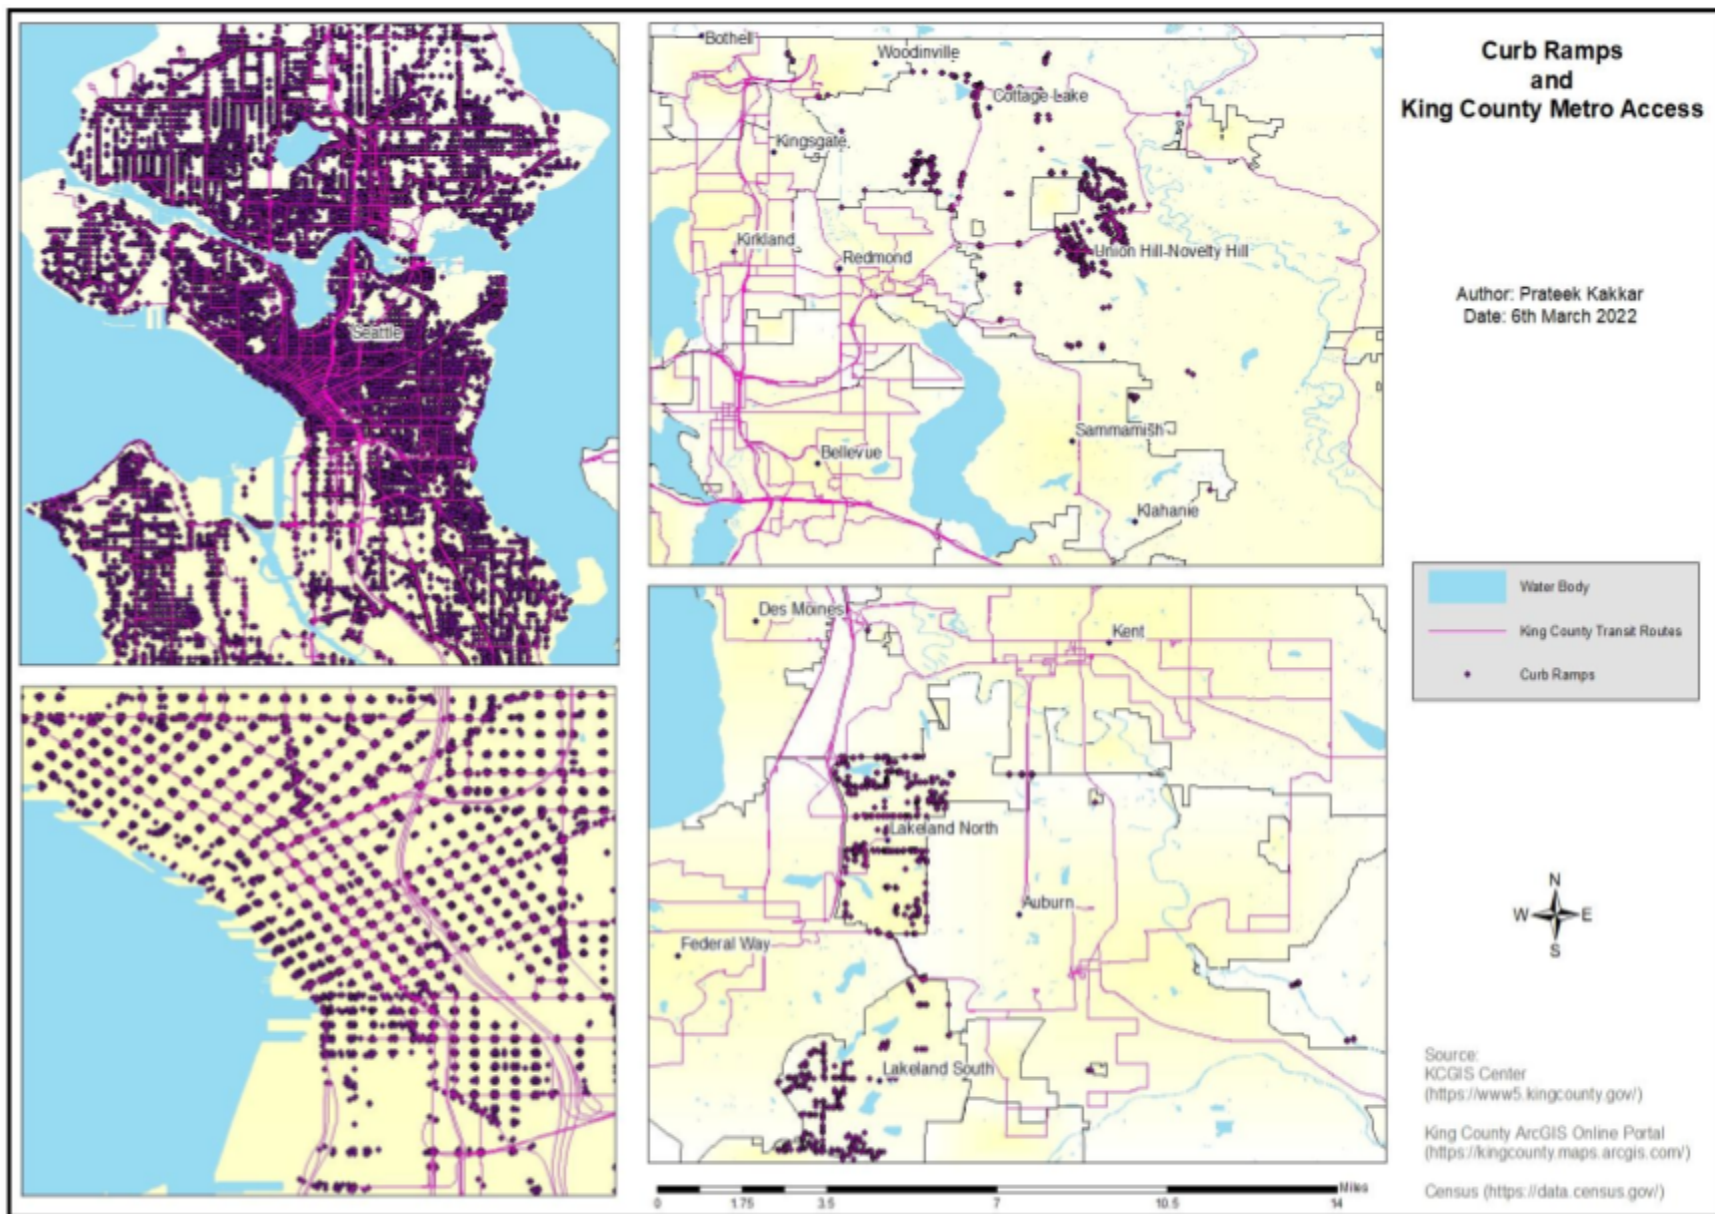 Curb Ramps
and
King County Metro Access
Author: Prateek Kakkar
Date: 6th March 2022
Seattle
Bothell
Woodinville
Cottage Lake
Kingsgate
Kirkland
Redmond
Union Hill-Novelty Hill
Bellevue
Sammamish
Klahanie
Des Moines
Kent
Lakeland North
Auburn
Federal Way
Lakeland South
Water Body
King County Transit Routes
Curb Ramps
N
W E
S
Source:
KCGIS Center
(https://www5.kingcounty.gov/)
King County ArcGIS Online Portal
(https://kingcounty.maps.arcgis.com/)
Census (https://data.census.gov/)
Miles
0 1.75 3.5 7 10.5 14